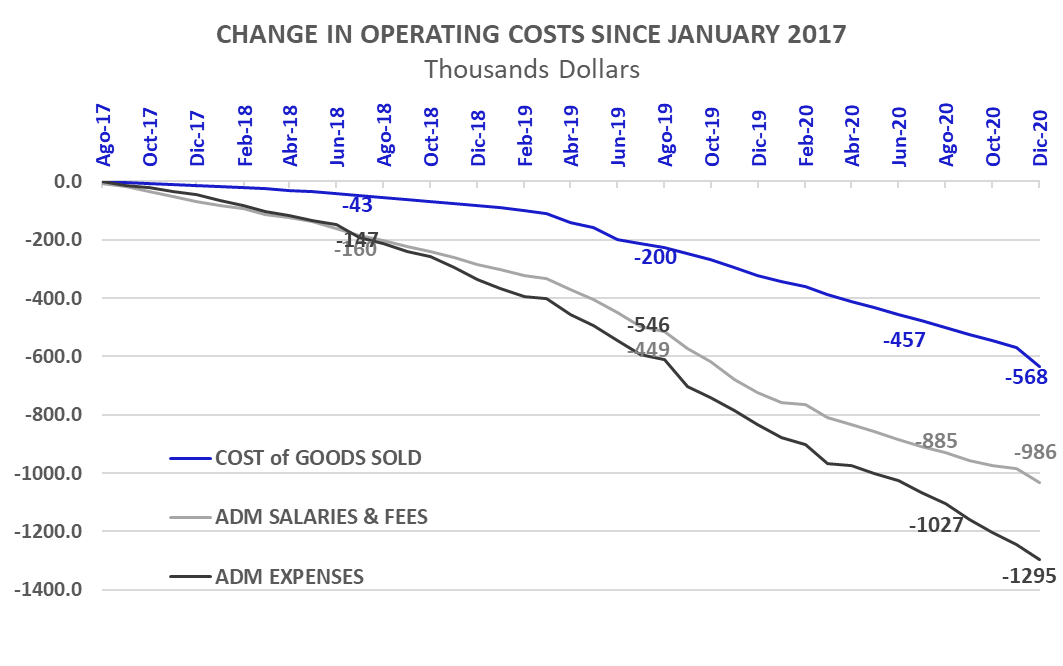 CHANGE IN OPERATING COSTS SINCE JANUARY 2017
Thousands Dollars
Ago-17
Oct-17
Dic-17
Feb-18
Abr-18
Jun-18
Ago-18
Oct-18
Dic-18
Feb-19
Abr-19
Jun-19
Ago-19
Oct-19
Dic-19
Feb-20
Abr-20
Jun-20
Ago-20
Oct-20
Dic-20
0.0
-200.0
-400.0
-600.0
-800.0
-1000.0
-1200.0
-1400.0
-43
-147
-160
-200
-546
-449
-457
-568
-885
-986
-1027
-1295
COST of GOODS SOLD
ADM SALARIES & FEES
ADM EXPENSES